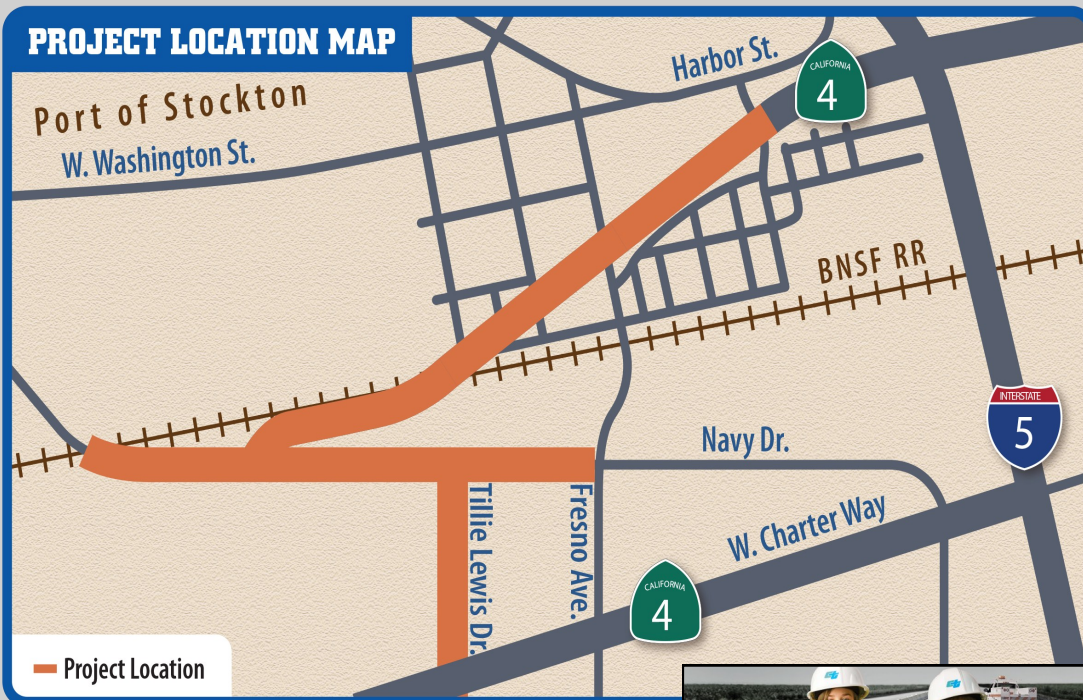 PROJECT LOCATION MAP
Port of Stockton
W. Washington St.
Harbor St.
CALIFORNIA
4
BNSF RR
INTERSTATE
5
Navy Dr.
Tillie Lewis Dr.
Fresno Ave.
W. Charter Way
CALIFORNIA
4
Project Location